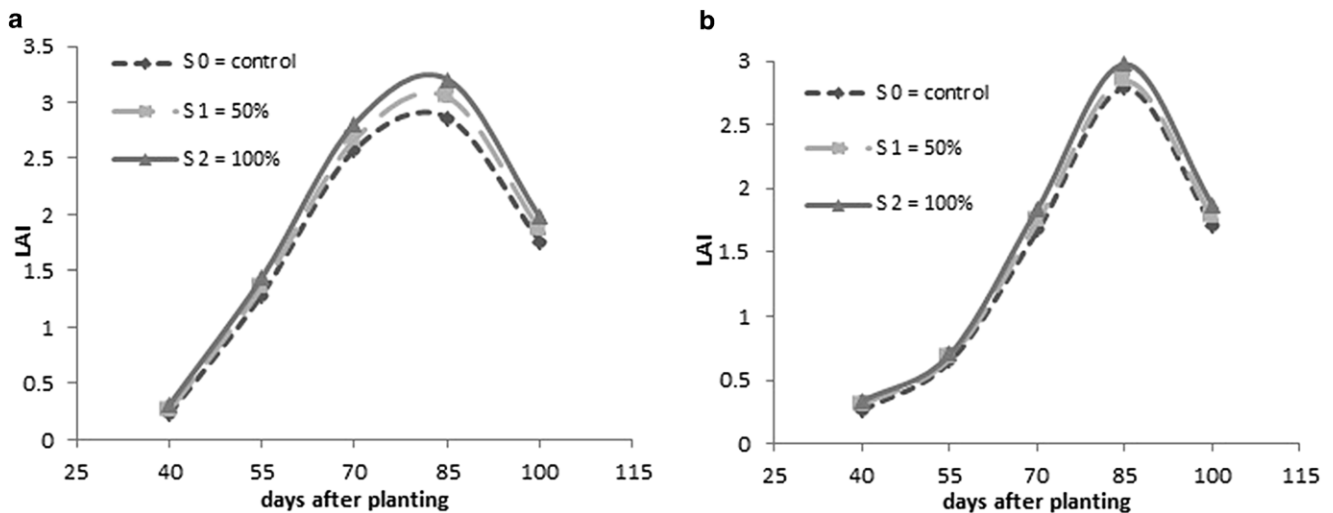 a
3.5
3
2.5
2
1.5
1
0.5
0
LAI
S 0 = control
S 1 = 50%
S 2 = 100%
25 40 55 70 85 100 115
days after planting
b
3
2.5
2
1.5
1
0.5
0
LAI
S 0 = control
S 1 = 50%
S 2 = 100%
25 40 55 70 85 100 115
days after planting